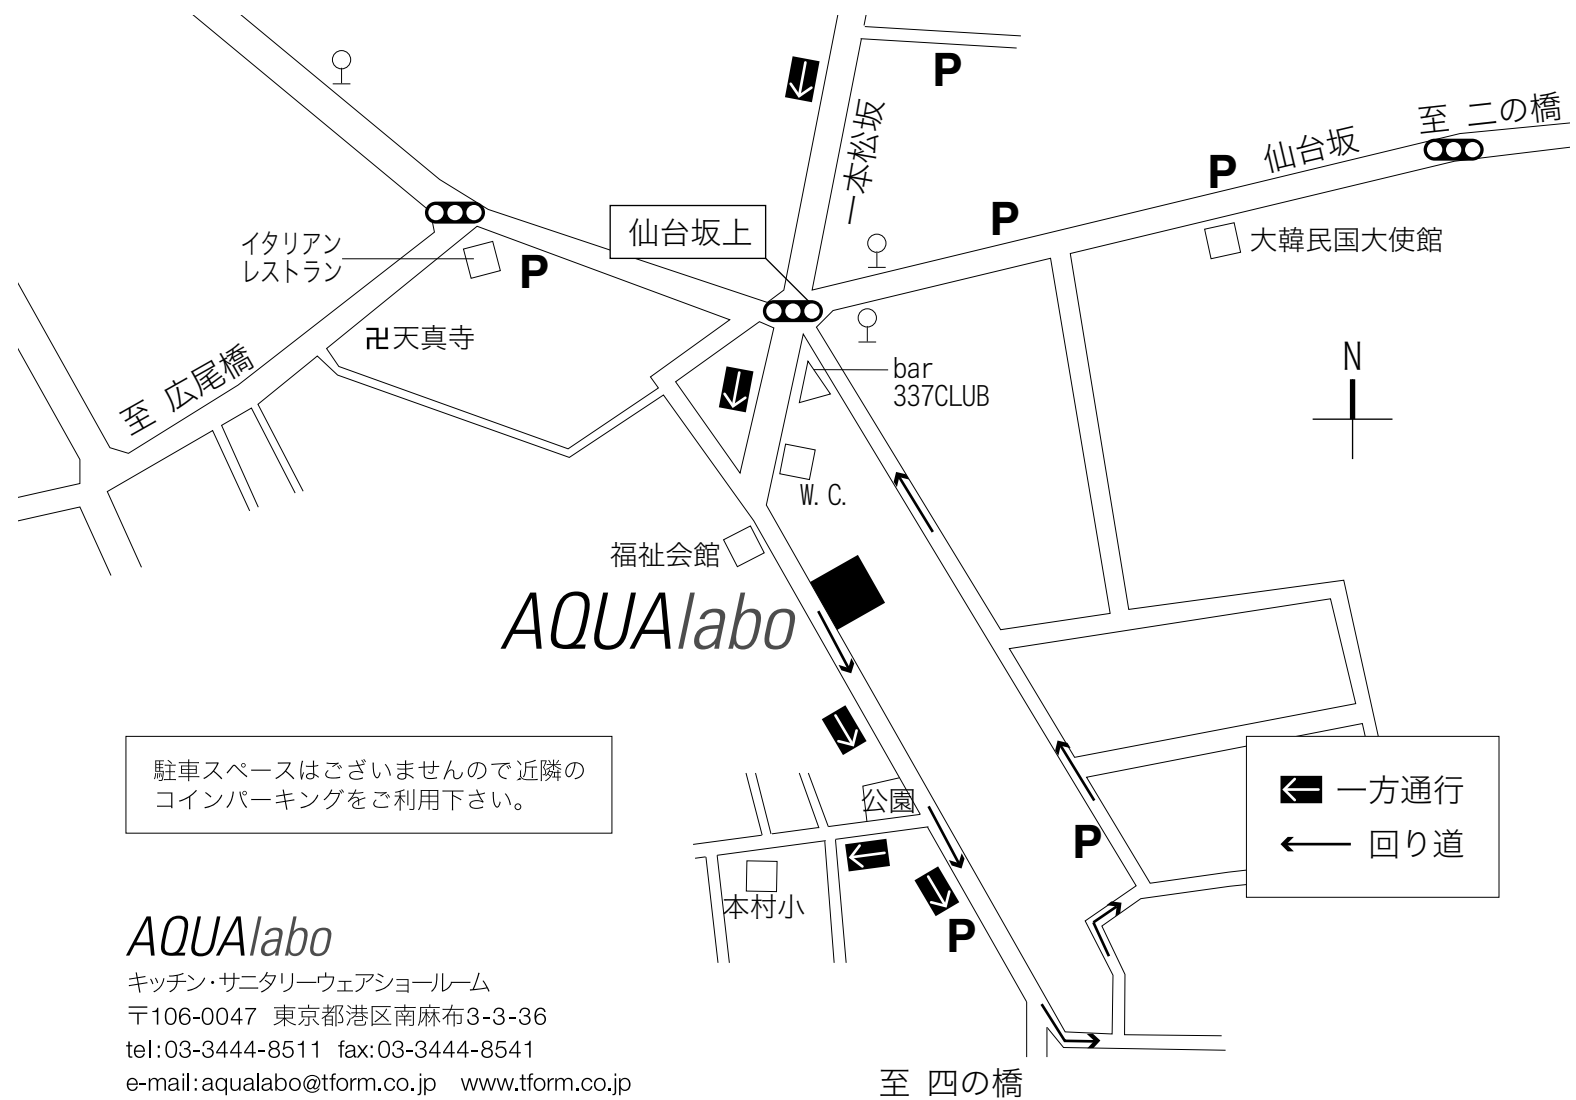 P
一本松坂
至 二の橋
仙台坂
P
P
仙台坂上
大韓民国大使館
イタリアン
レストラン
P
卍天真寺
至 広尾橋
bar
337CLUB
N
W. C.
福祉会館
AQUAlabo
駐車スペースはございませんので近隣の
コインパーキングをご利用下さい。
一方通行
回り道
公園
P
本村小
P
AQUAlabo
キッチン・サニタリーウェアショールーム
〒106-0047 東京都港区南麻布3-3-36
tel:03-3444-8511 fax:03-3444-8541
e-mail:aqualabo@tform.co.jp www.tform.co.jp
至 四の橋